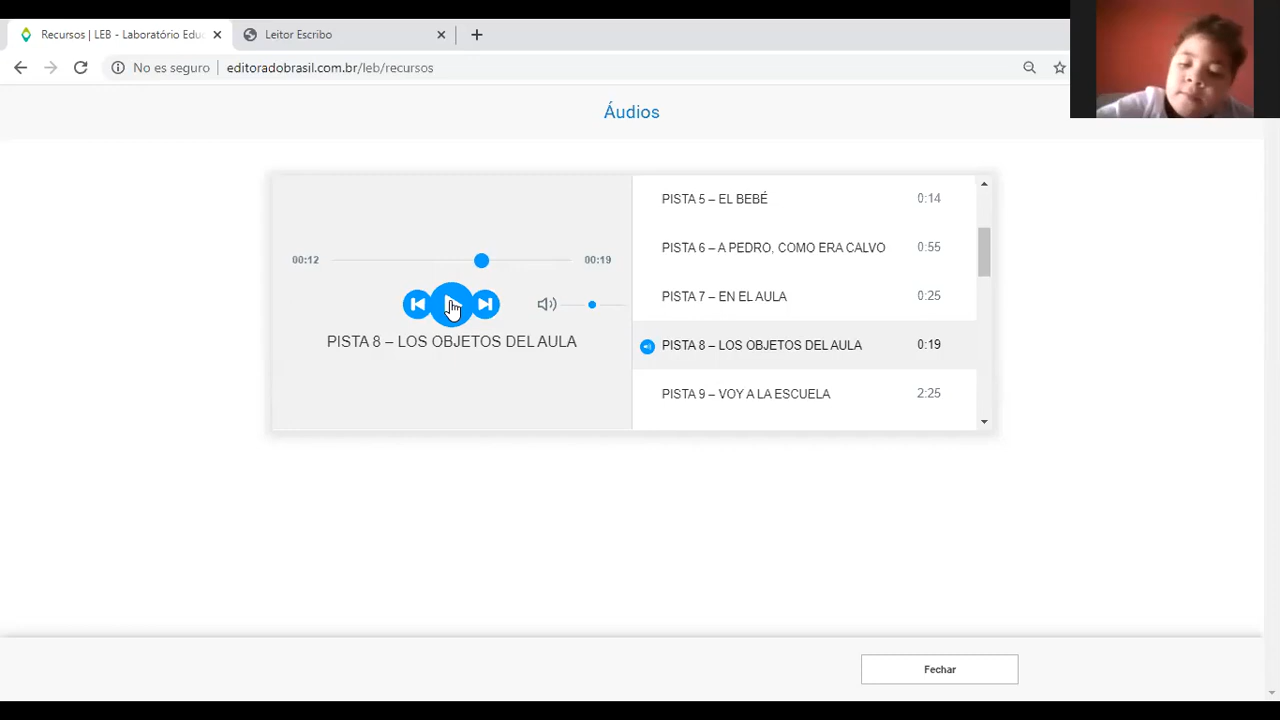 Recursos | LEB - Laboratório Educ
Leitor Escribo
No es seguro
editoradobrasil.com.br/leb/recursos
Áudios
00:12
00:19
PISTA 8 – LOS OBJETOS DEL AULA
PISTA 5 – EL BEBÉ 0:14
PISTA 6 – A PEDRO, COMO ERA CALVO 0:55
PISTA 7 – EN EL AULA 0:25
PISTA 8 – LOS OBJETOS DEL AULA 0:19
PISTA 9 – VOY A LA ESCUELA 2:25
Fechar